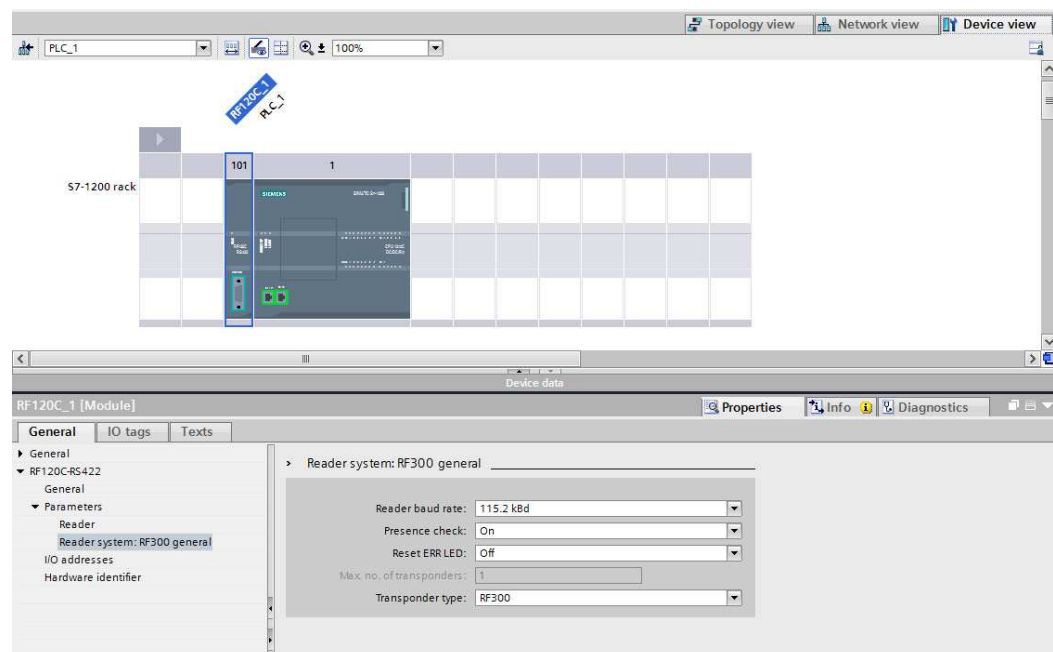 Topology view Network view Device view
PLC_1 100%
RF120C_1
PLC_1
101 1
S7-1200 rack
SIEMENS
Device data
RF120C_1 [Module] Properties Info Diagnostics
General IO tags Texts
General
RF120C-RS422
General
Parameters
Reader
Reader system: RF300 general
I/O addresses
Hardware identifier
Reader system: RF300 general
Reader baud rate: 115.2 kBd
Presence check: On
Reset ERR LED: Off
Max. no. of transponders: 1
Transponder type: RF300